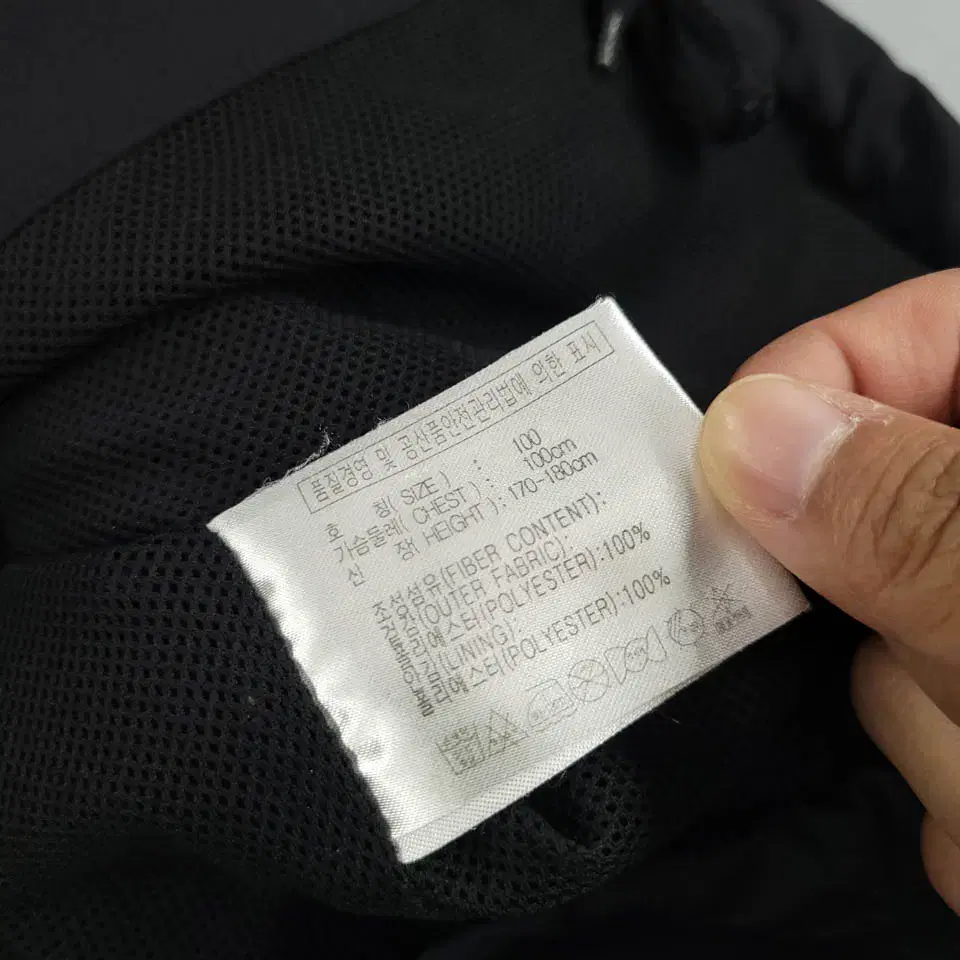 품질경영 및 공산품안전관리법에 의한 표시
호 칭( SIZE ) : 100
가슴둘레( CHEST ) : 100cm
신 장( HEIGHT ) : 170-180cm
조성섬유(FIBER CONTENT):
겉감(OUTER FABRIC):
폴리에스터(POLYESTER):100%
안감(LINING):
폴리에스터(POLYESTER):100%